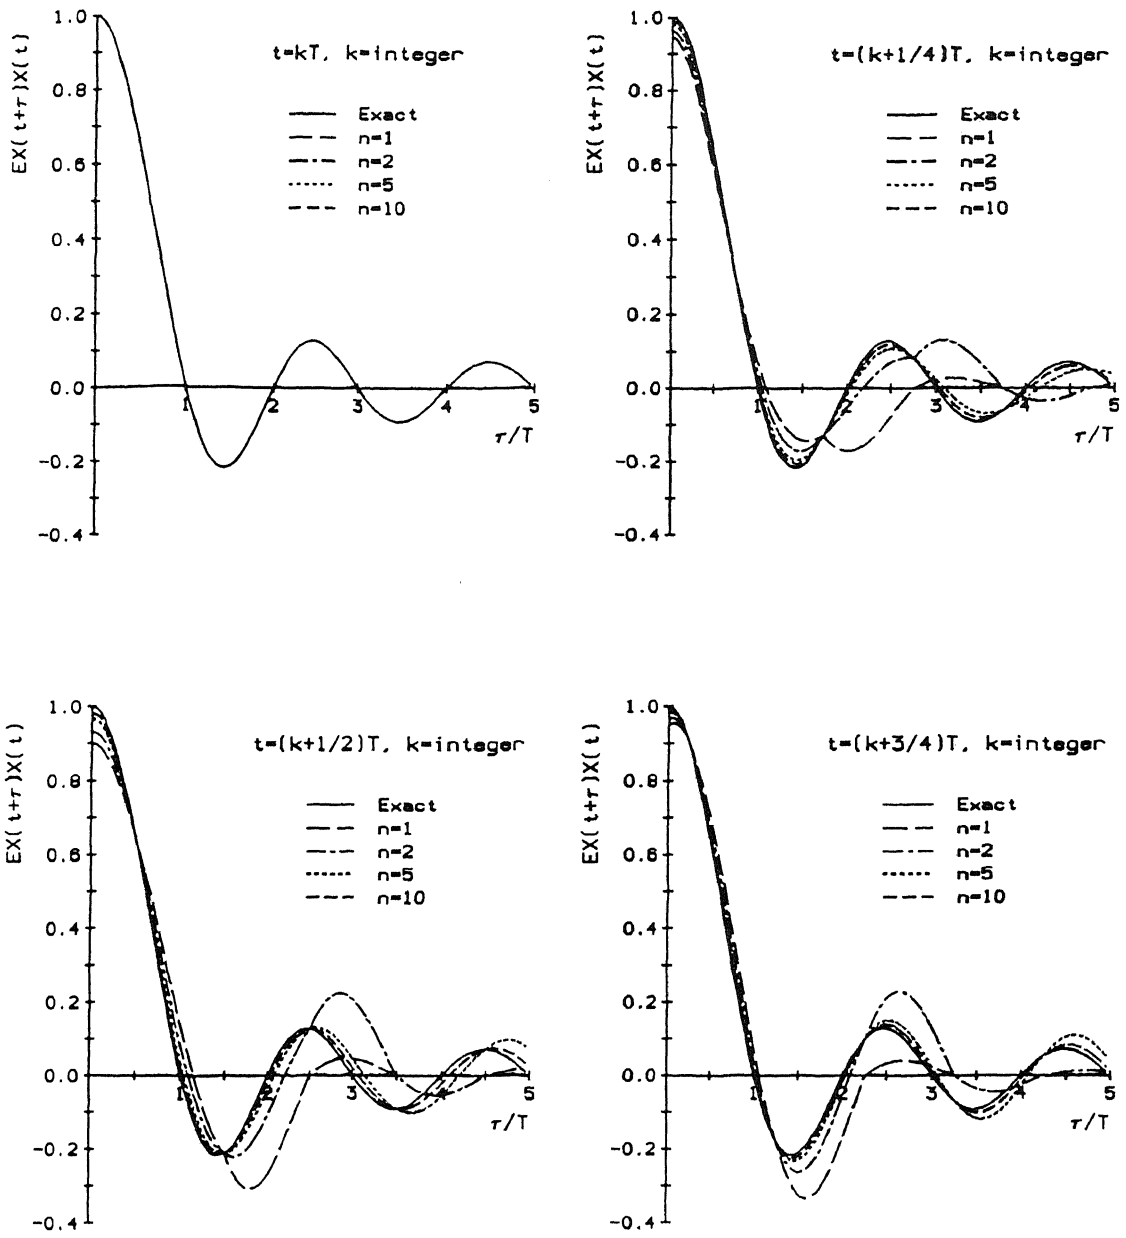 t=kT, k=integer
EX(t+τ)X(t)
Exact
n=1
n=2
n=5
n=10
1.0
0.8
0.6
0.4
0.2
0.0
-0.2
-0.4
1 2 3 4 5
τ/T
t=(k+1/4)T, k=integer
EX(t+τ)X(t)
Exact
n=1
n=2
n=5
n=10
1.0
0.8
0.6
0.4
0.2
0.0
-0.2
-0.4
1 2 3 4 5
τ/T
t=(k+1/2)T, k=integer
EX(t+τ)X(t)
Exact
n=1
n=2
n=5
n=10
1.0
0.8
0.6
0.4
0.2
0.0
-0.2
-0.4
1 2 3 4 5
τ/T
t=(k+3/4)T, k=integer
EX(t+τ)X(t)
Exact
n=1
n=2
n=5
n=10
1.0
0.8
0.6
0.4
0.2
0.0
-0.2
-0.4
1 2 3 4 5
τ/T